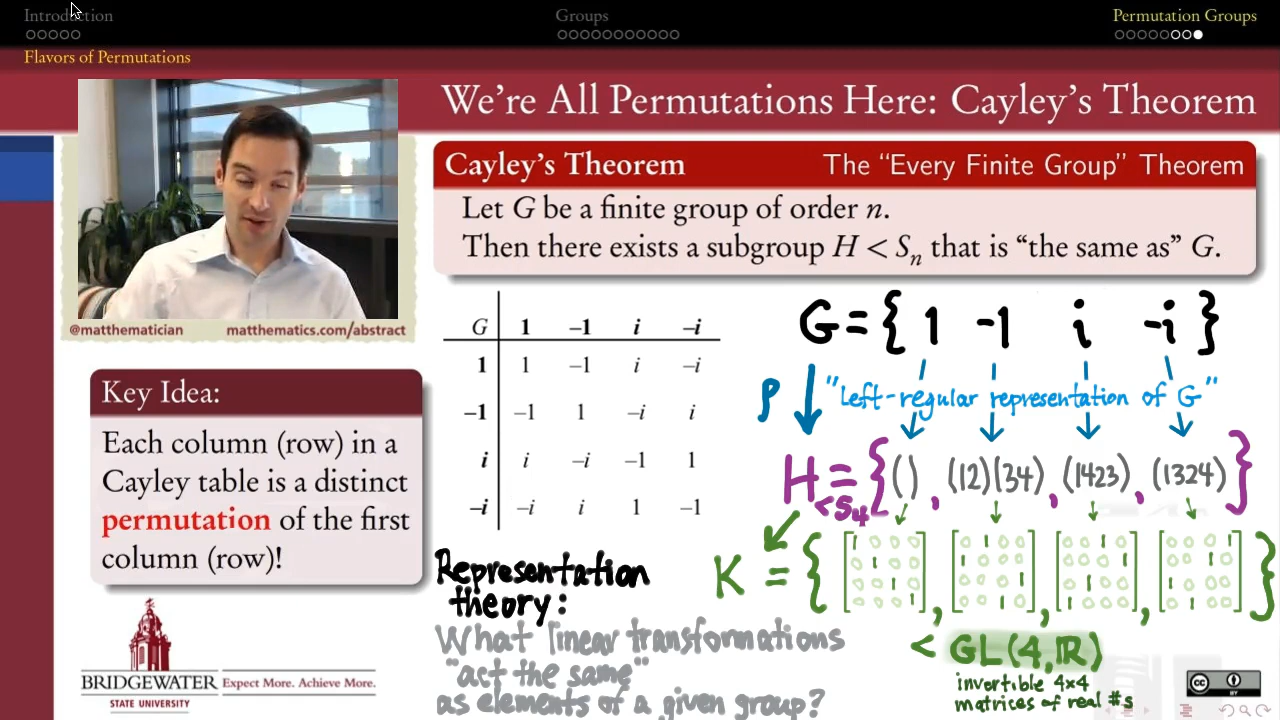 Introduction Groups Permutation Groups
Flavors of Permutations
We're All Permutations Here: Cayley's Theorem
@matthematician matthematics.com/abstract
Cayley's Theorem The "Every Finite Group" Theorem
Let G be a finite group of order n.
Then there exists a subgroup H < Sₙ that is "the same as" G.
Key Idea:
Each column (row) in a
Cayley table is a distinct
permutation of the first
column (row)!
G 1 –1 i –i
1 1 –1 i –i
–1 –1 1 –i i
i i –i –1 1
–i –i i 1 –1
G = { 1 -1 i -i }
ρ "Left-regular representation of G"
H = { () , (12)(34) , (1423) , (1324) }
< S₄
K = { [ ] , [ ] , [ ] , [ ] }
< GL(4,ℝ)
invertible 4×4
matrices of real #s
Representation
theory:
What linear transformations
"act the same"
as elements of a given group?
BRIDGEWATER
STATE UNIVERSITY
Expect More. Achieve More.
cc BY